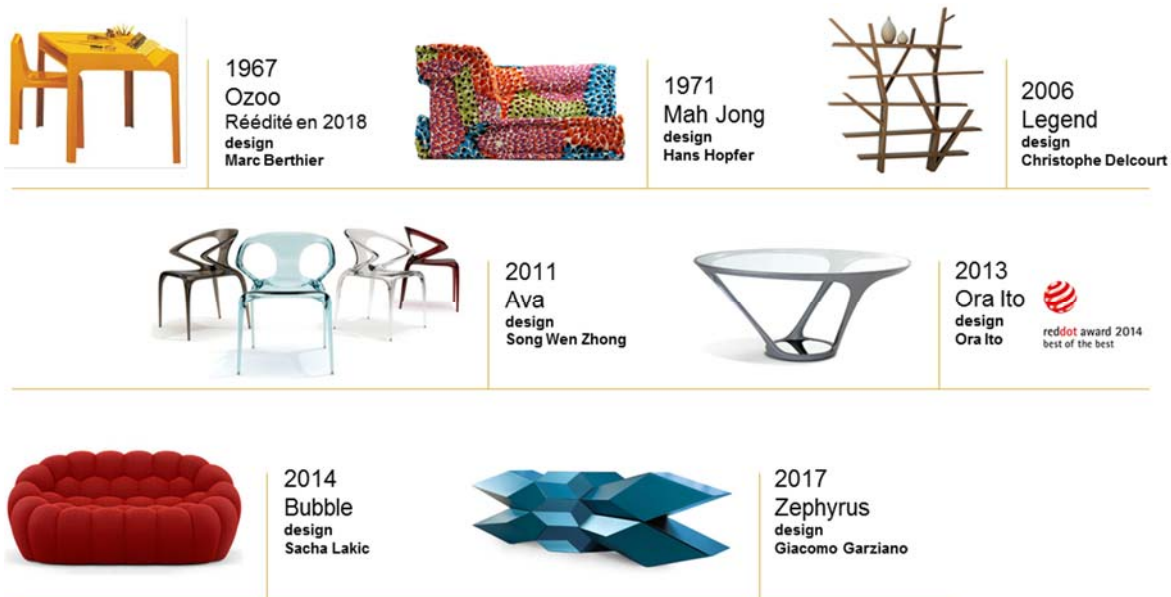 1967
Ozoo
Réédité en 2018
design
Marc Berthier
1971
Mah Jong
design
Hans Hopfer
2006
Legend
design
Christophe Delcourt
2011
Ava
design
Song Wen Zhong
2013
Ora Ito
design
Ora Ito
reddot award 2014
best of the best
2014
Bubble
design
Sacha Lakic
2017
Zephyrus
design
Giacomo Garziano